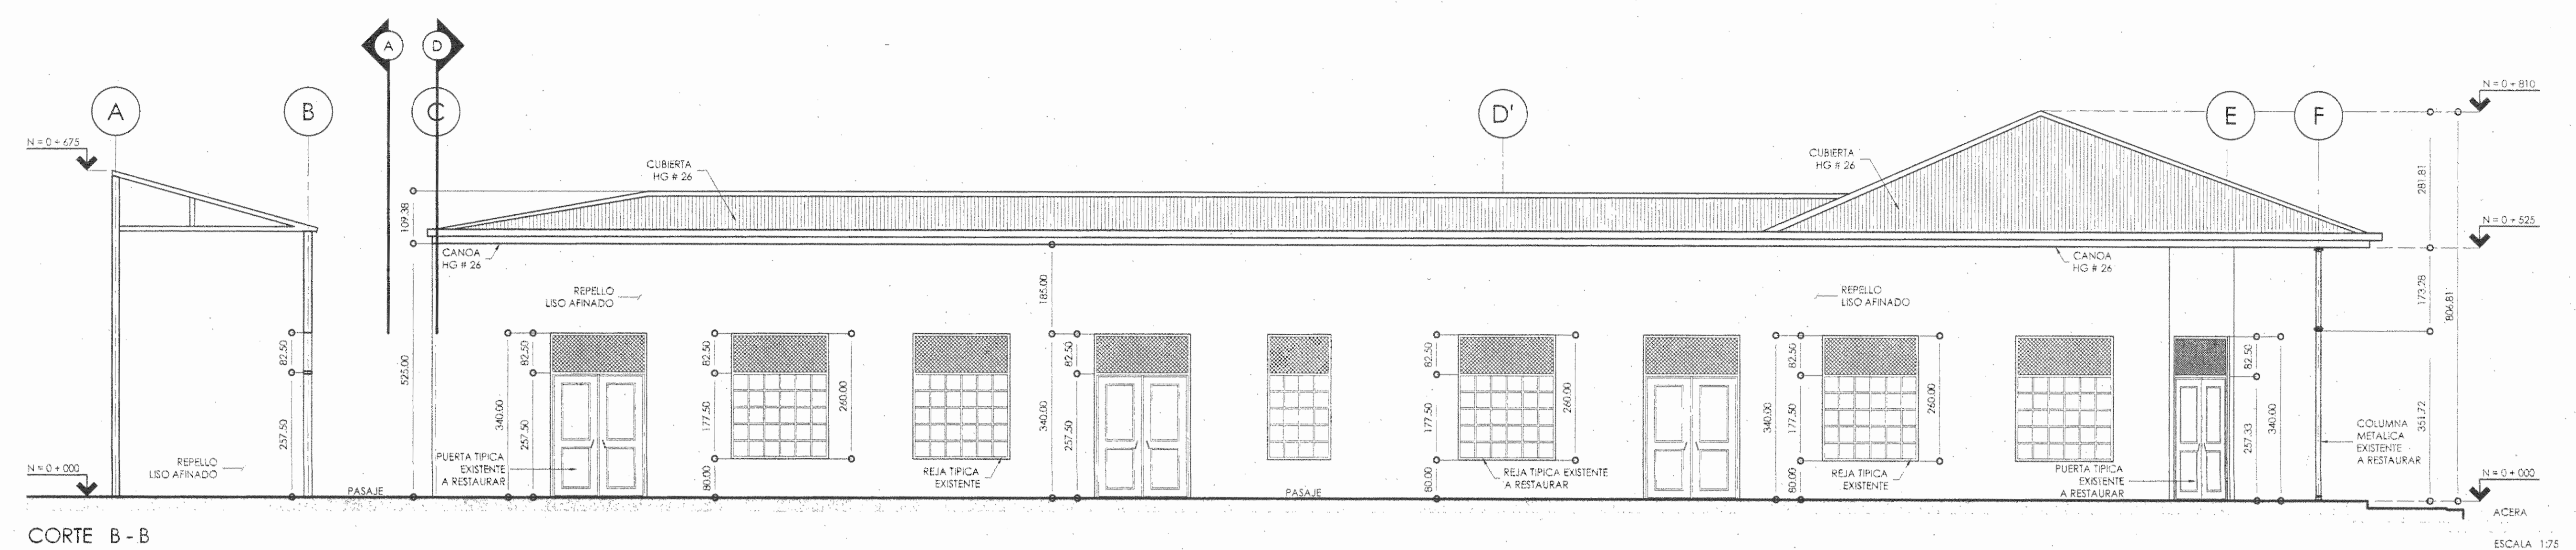 A
D
A
B
C
D'
E
F
N = 0 + 810
N = 0 + 675
CUBIERTA
HG # 26
CUBIERTA
HG # 26
109.38
281.81
N = 0 + 525
CANOA
HG # 26
CANOA
HG # 26
REPELLO
LISO AFINADO
185.00
REPELLO
LISO AFINADO
173.28
806.81
82.50
525.00
82.50
82.50
82.50
82.50
82.50
82.50
257.50
340.00
257.50
177.50
260.00
340.00
257.50
177.50
260.00
340.00
177.50
260.00
257.33
340.00
351.72
COLUMNA
METALICA
EXISTENTE
A RESTAURAR
N = 0 + 000
REPELLO
LISO AFINADO
PASAJE
PUERTA TIPICA
EXISTENTE
A RESTAURAR
80.00
REJA TIPICA
EXISTENTE
PASAJE
80.00
REJA TIPICA EXISTENTE
A RESTAURAR
80.00
REJA TIPICA
EXISTENTE
PUERTA TIPICA
EXISTENTE
A RESTAURAR
N = 0 + 000
ACERA
CORTE B - B
ESCALA 1:75